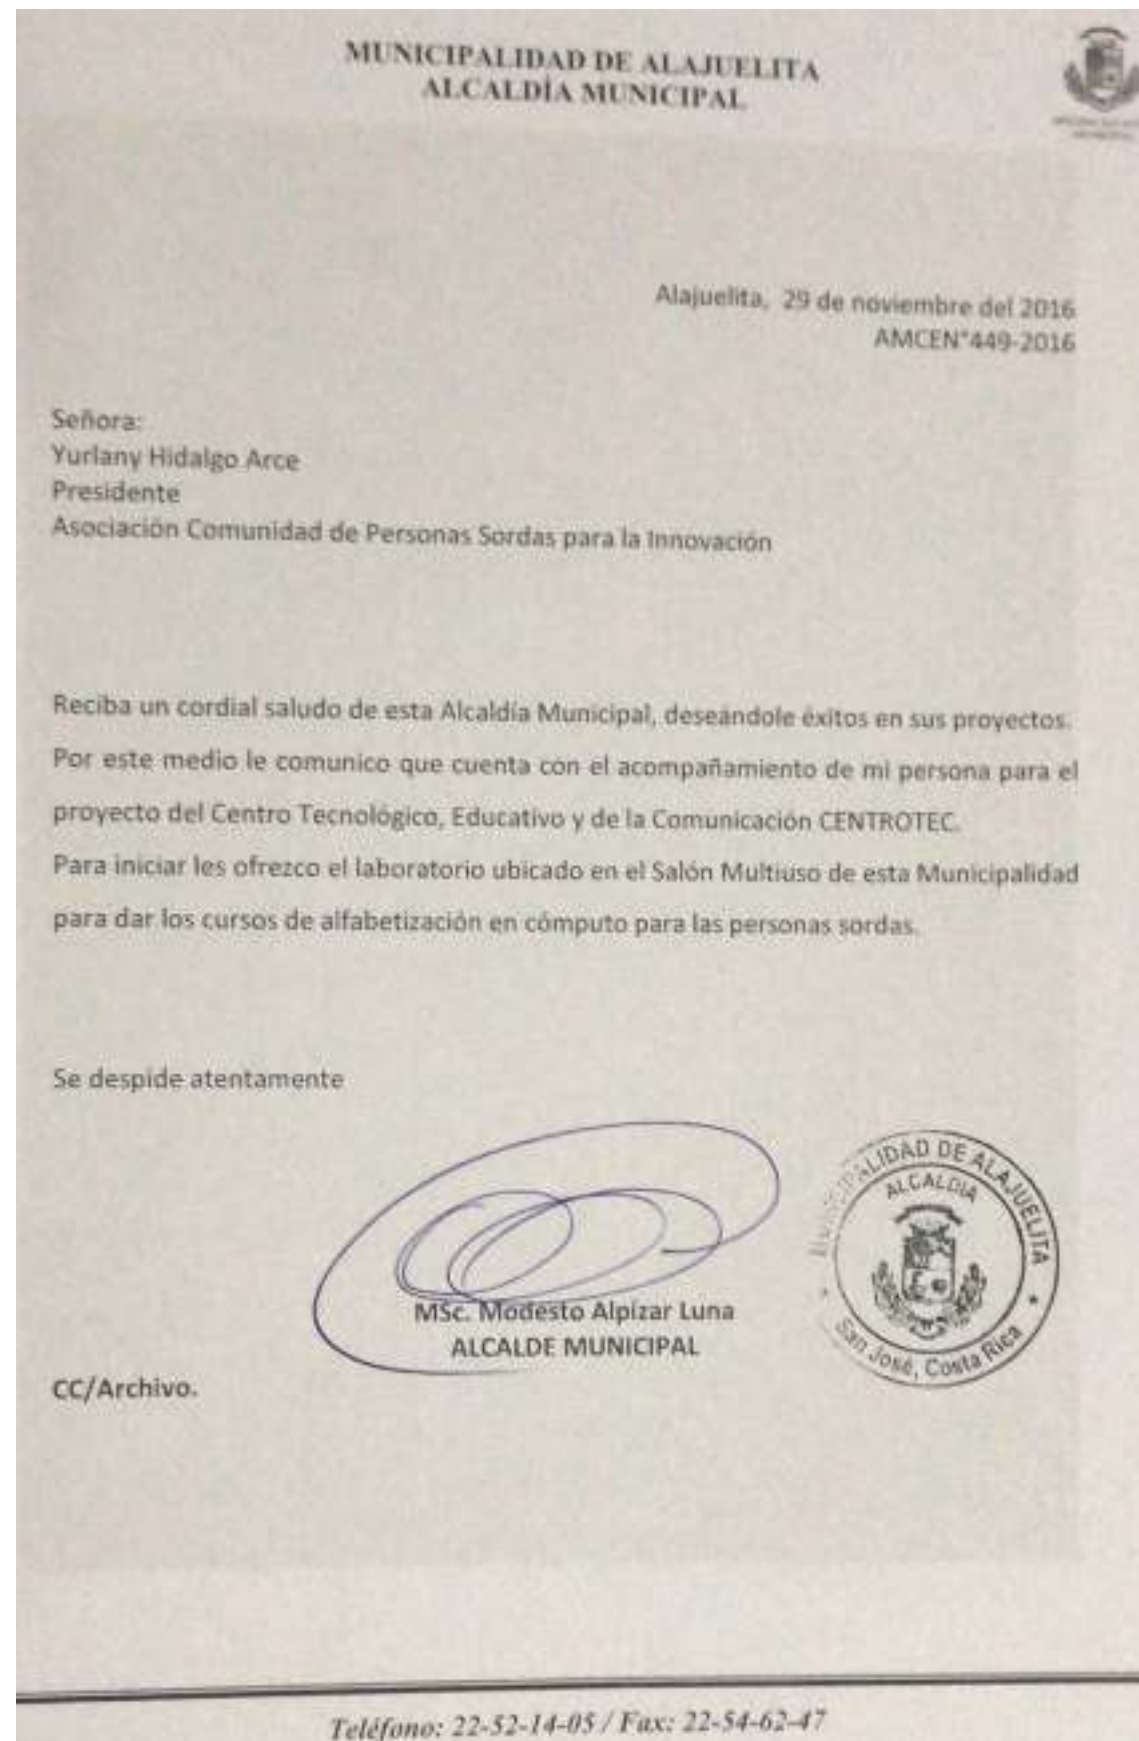 MUNICIPALIDAD DE ALAJUELITA
ALCALDÍA MUNICIPAL
Alajuelita, 29 de noviembre del 2016
AMCEN°449-2016
Señora:
Yurlany Hidalgo Arce
Presidente
Asociación Comunidad de Personas Sordas para la Innovación
Reciba un cordial saludo de esta Alcaldía Municipal, deseándole éxitos en sus proyectos.
Por este medio le comunico que cuenta con el acompañamiento de mi persona para el
proyecto del Centro Tecnológico, Educativo y de la Comunicación CENTROTEC.
Para iniciar les ofrezco el laboratorio ubicado en el Salón Multiuso de esta Municipalidad
para dar los cursos de alfabetización en cómputo para las personas sordas.
Se despide atentamente
MUNICIPALIDAD DE ALAJUELITA
ALCALDIA
San José, Costa Rica
MSc. Modesto Alpizar Luna
ALCALDE MUNICIPAL
CC/Archivo.
Teléfono: 22-52-14-05 / Fax: 22-54-62-47